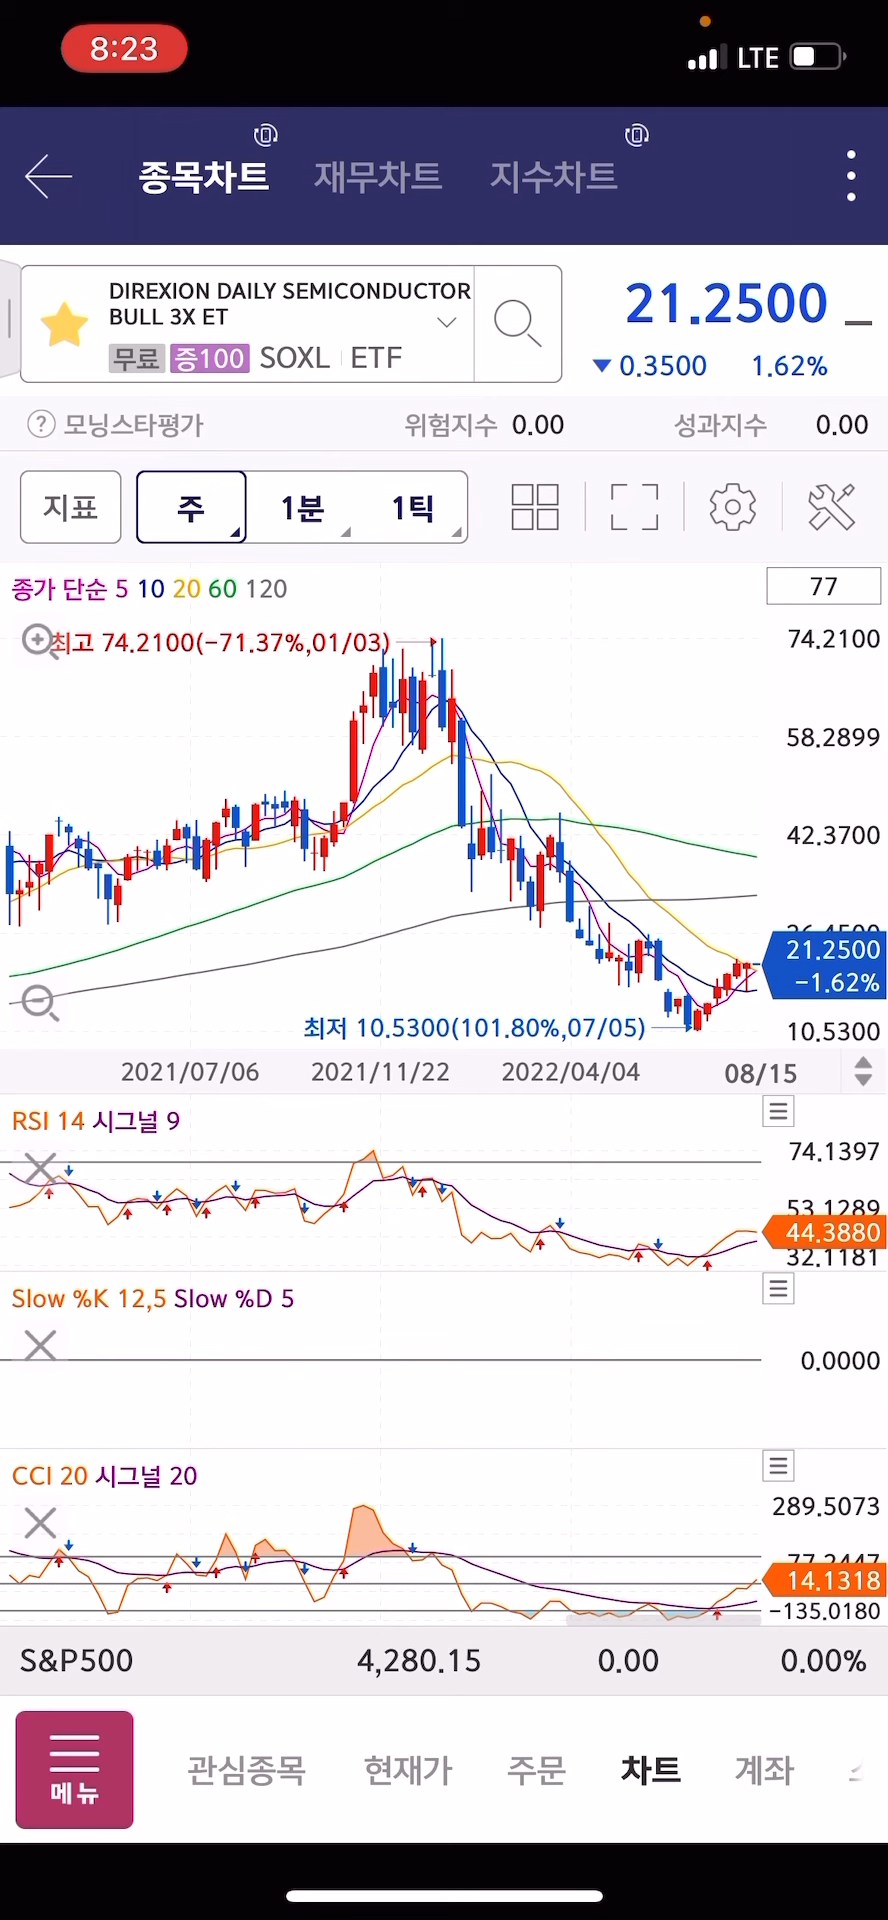 8:23
LTE
종목차트 재무차트 지수차트
DIREXION DAILY SEMICONDUCTOR
BULL 3X ET
무료 증100 SOXL ETF
21.2500
▼ 0.3500 1.62%
? 모닝스타평가 위험지수 0.00 성과지수 0.00
지표 주 1분 1틱
종가 단순 5 10 20 60 120
77
최고 74.2100(-71.37%,01/03)
74.2100
58.2899
42.3700
21.2500
-1.62%
최저 10.5300(101.80%,07/05)
10.5300
2021/07/06 2021/11/22 2022/04/04 08/15
RSI 14 시그널 9
74.1397
53.1289
44.3880
32.1181
Slow %K 12,5 Slow %D 5
0.0000
CCI 20 시그널 20
289.5073
14.1318
-135.0180
S&P500 4,280.15 0.00 0.00%
메뉴
관심종목 현재가 주문 차트 계좌